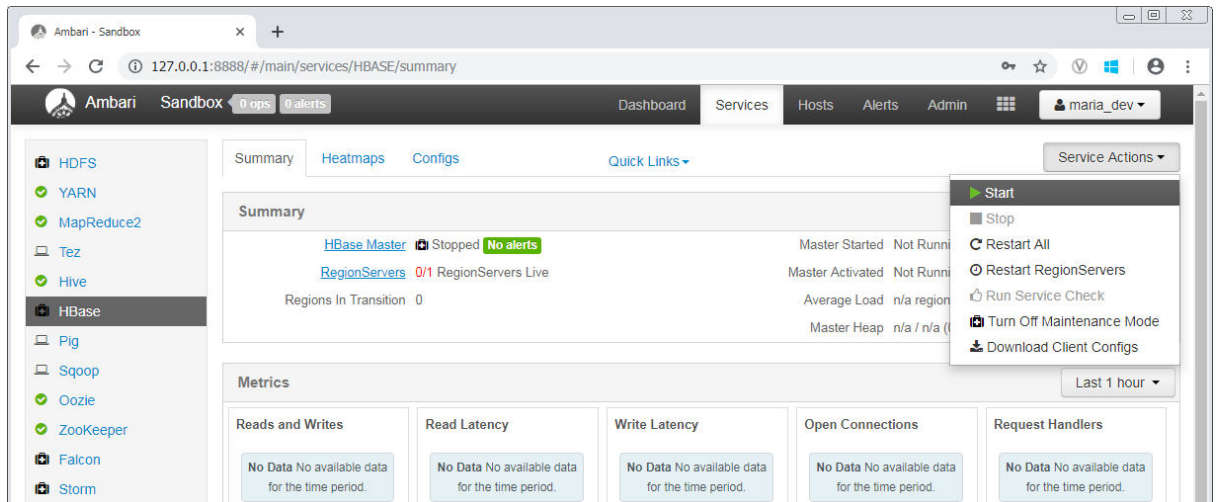 Ambari - Sandbox
127.0.0.1:8888/#/main/services/HBASE/summary
Ambari Sandbox 0 ops 0 alerts Dashboard Services Hosts Alerts Admin maria_dev
HDFS
YARN
MapReduce2
Tez
Hive
HBase
Pig
Sqoop
Oozie
ZooKeeper
Falcon
Storm
Summary Heatmaps Configs Quick Links Service Actions
Start
Stop
Restart All
Restart RegionServers
Run Service Check
Turn Off Maintenance Mode
Download Client Configs
Summary
HBase Master Stopped No alerts
RegionServers 0/1 RegionServers Live
Regions In Transition 0
Master Started Not Runni
Master Activated Not Runni
Average Load n/a region
Master Heap n/a / n/a (
Metrics Last 1 hour
Reads and Writes
No Data No available data
for the time period.
Read Latency
No Data No available data
for the time period.
Write Latency
No Data No available data
for the time period.
Open Connections
No Data No available data
for the time period.
Request Handlers
No Data No available data
for the time period.